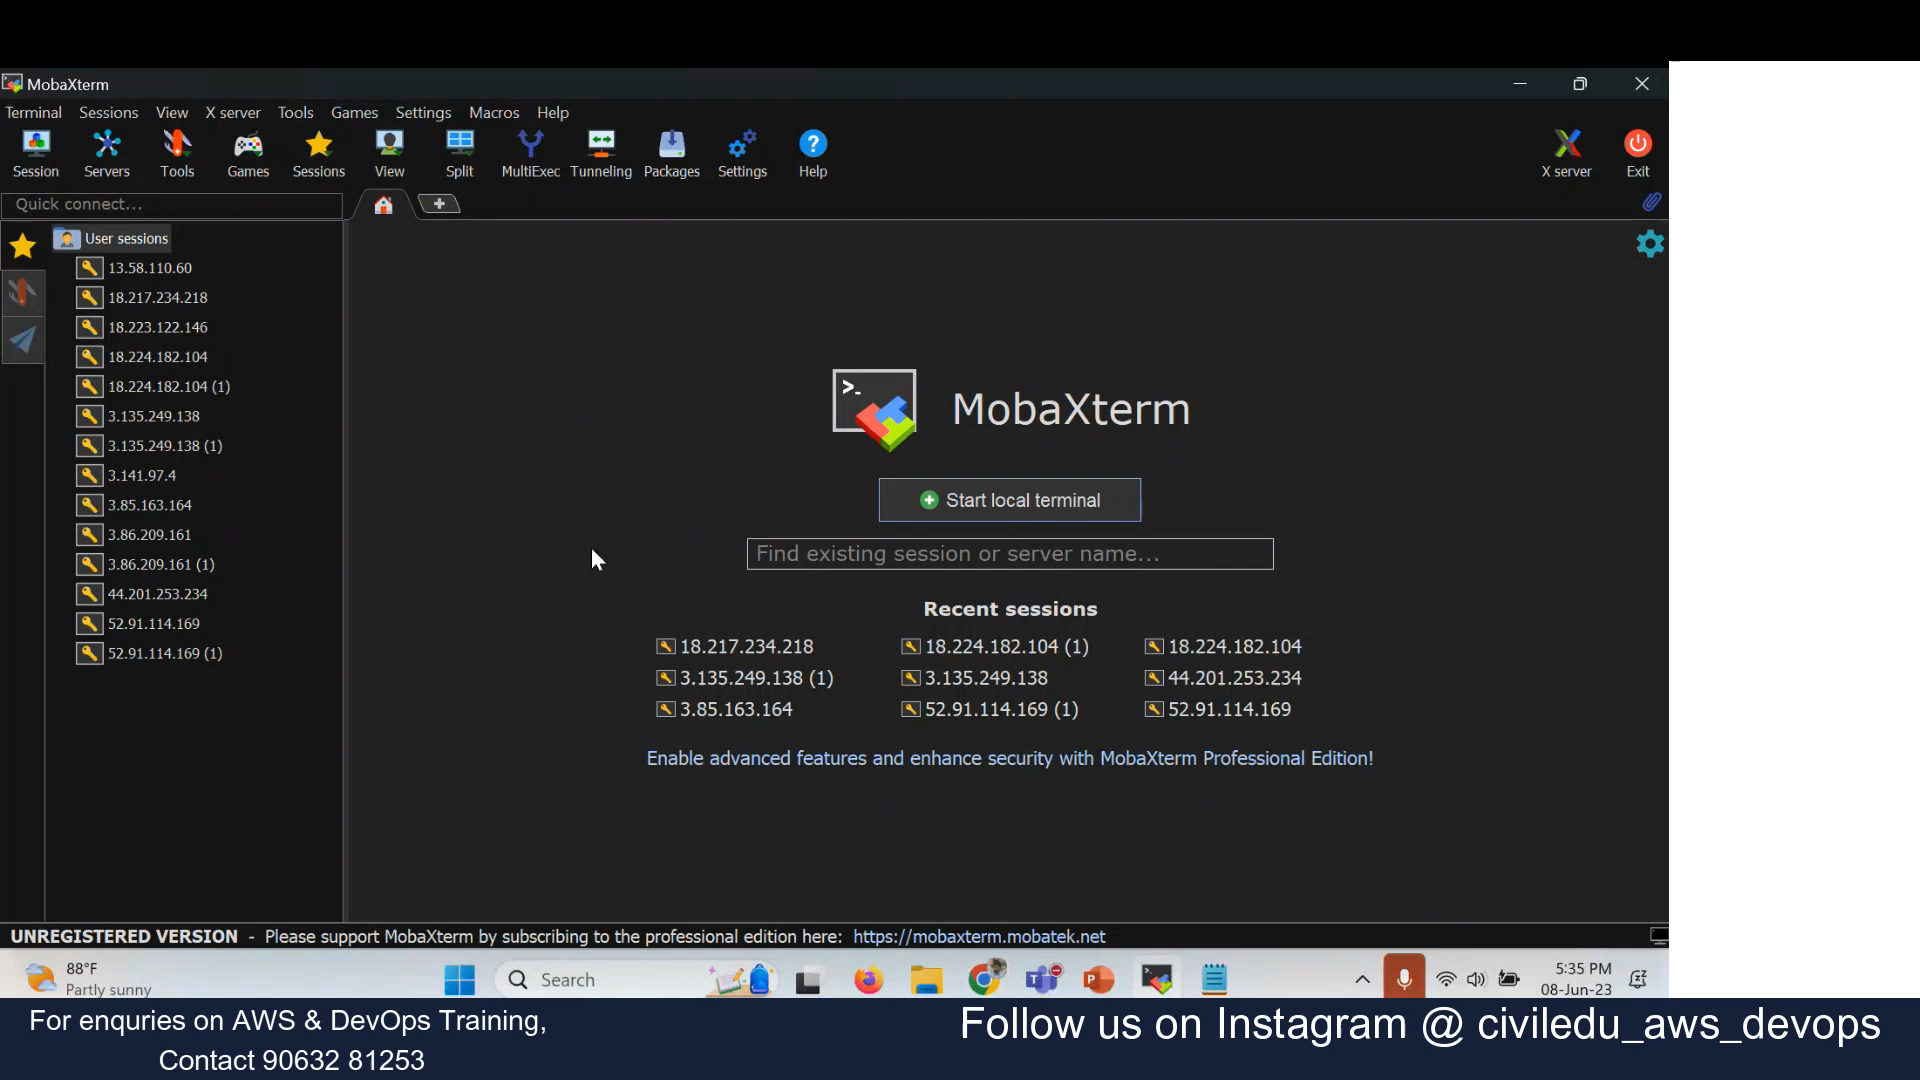 MobaXterm
Terminal Sessions View X server Tools Games Settings Macros Help
Session Servers Tools Games Sessions View Split MultiExec Tunneling Packages Settings Help X server Exit
Quick connect...
User sessions
13.58.110.60
18.217.234.218
18.223.122.146
18.224.182.104
18.224.182.104 (1)
3.135.249.138
3.135.249.138 (1)
3.141.97.4
3.85.163.164
3.86.209.161
3.86.209.161 (1)
44.201.253.234
52.91.114.169
52.91.114.169 (1)
MobaXterm
Start local terminal
Find existing session or server name...
Recent sessions
18.217.234.218 18.224.182.104 (1) 18.224.182.104
3.135.249.138 (1) 3.135.249.138 44.201.253.234
3.85.163.164 52.91.114.169 (1) 52.91.114.169
Enable advanced features and enhance security with MobaXterm Professional Edition!
UNREGISTERED VERSION - Please support MobaXterm by subscribing to the professional edition here: https://mobaxterm.mobatek.net
88°F
Partly sunny
Search
5:35 PM
08-Jun-23
For enquries on AWS & DevOps Training,
Contact 90632 81253
Follow us on Instagram @ civiledu_aws_devops